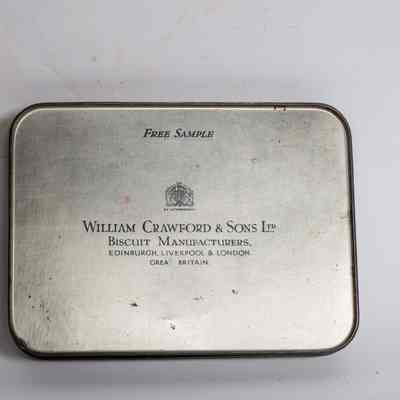 FREE SAMPLE
WILLIAM CRAWFORD & SONS LTD
BISCUIT MANUFACTURERS,
EDINBURGH, LIVERPOOL & LONDON
GREAT BRITAIN